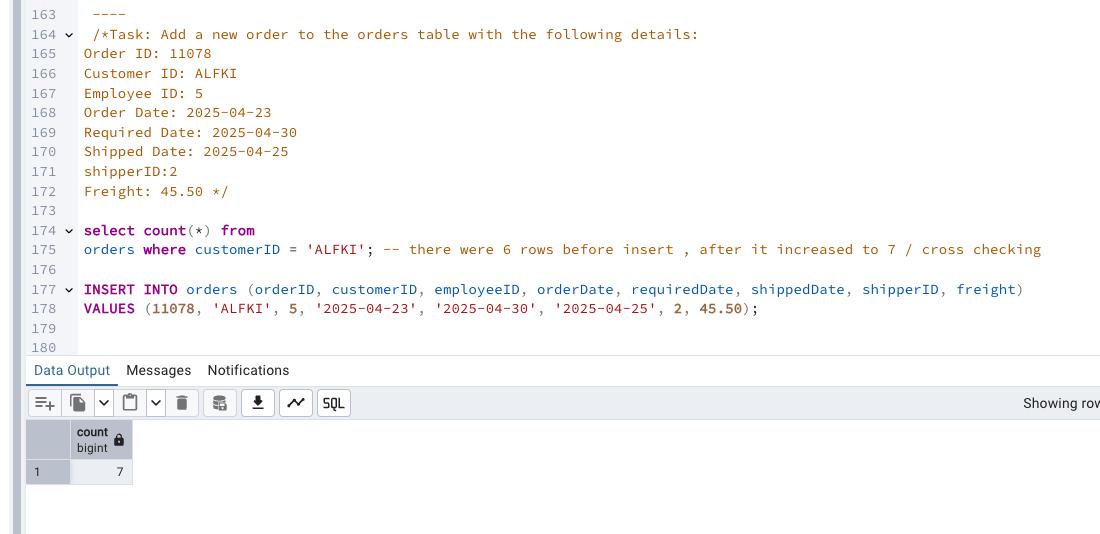 163 ----
164 /*Task: Add a new order to the orders table with the following details:
165 Order ID: 11078
166 Customer ID: ALFKI
167 Employee ID: 5
168 Order Date: 2025-04-23
169 Required Date: 2025-04-30
170 Shipped Date: 2025-04-25
171 shipperID:2
172 Freight: 45.50 */
173
174 select count(*) from
175 orders where customerID = 'ALFKI'; -- there were 6 rows before insert , after it increased to 7 / cross checking
176
177 INSERT INTO orders (orderID, customerID, employeeID, orderDate, requiredDate, shippedDate, shipperID, freight)
178 VALUES (11078, 'ALFKI', 5, '2025-04-23', '2025-04-30', '2025-04-25', 2, 45.50);
179
180
Data Output Messages Notifications
SQL Showing row
count
bigint
1 7